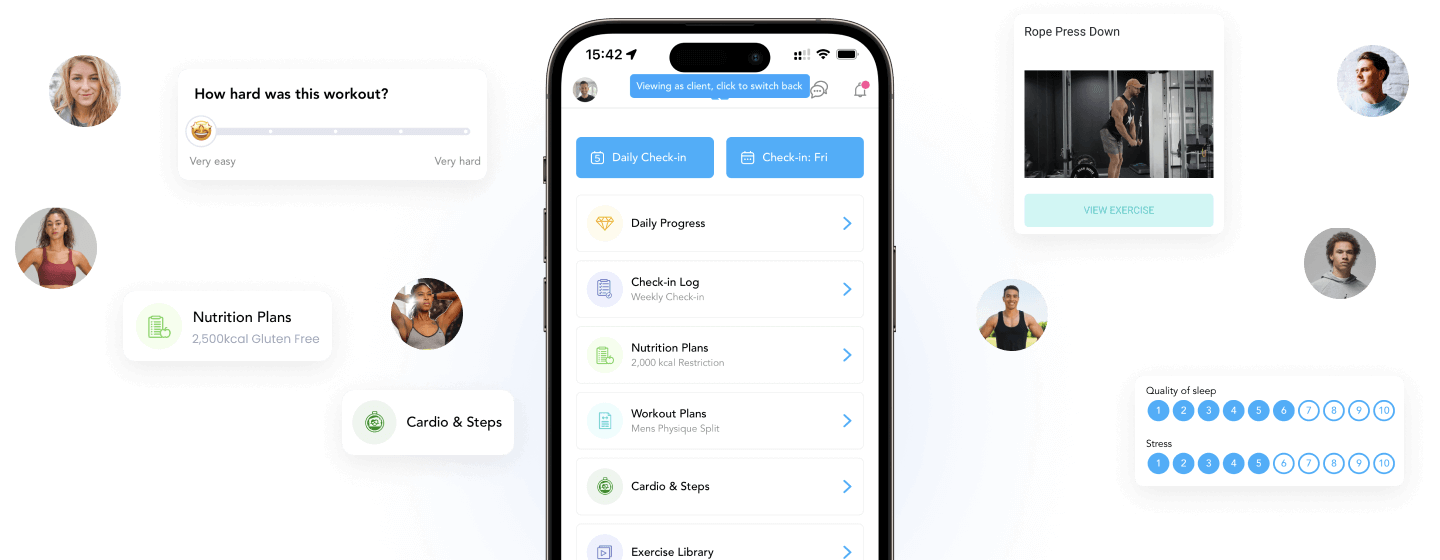 How hard was this workout?
Very easy
Very hard
Nutrition Plans
2,500kcal Gluten Free
Cardio & Steps
15:42
Viewing as client, click to switch back
5 Daily Check-in
Check-in: Fri
Daily Progress
Check-in Log
Weekly Check-in
Nutrition Plans
2,000 kcal Restriction
Workout Plans
Mens Physique Split
Cardio & Steps
Exercise Library
Rope Press Down
VIEW EXERCISE
Quality of sleep
1 2 3 4 5 6 7 8 9 10
Stress
1 2 3 4 5 6 7 8 9 10